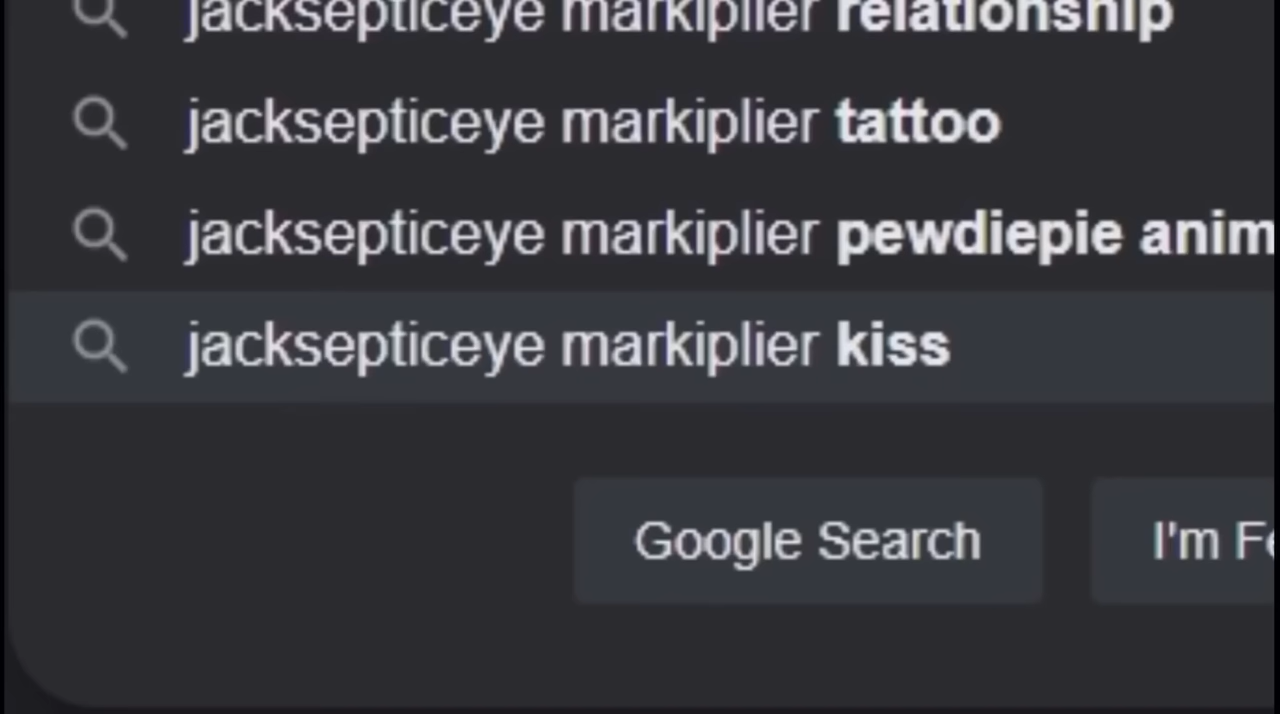 jacksepticeye markiplier relationship
jacksepticeye markiplier tattoo
jacksepticeye markiplier pewdiepie anim
jacksepticeye markiplier kiss
Google Search
I'm Fe